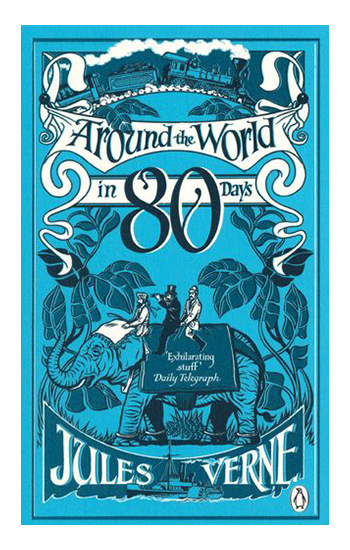 Around the World
in 80 Days
'Exhilarating
stuff'
Daily Telegraph
JULES VERNE